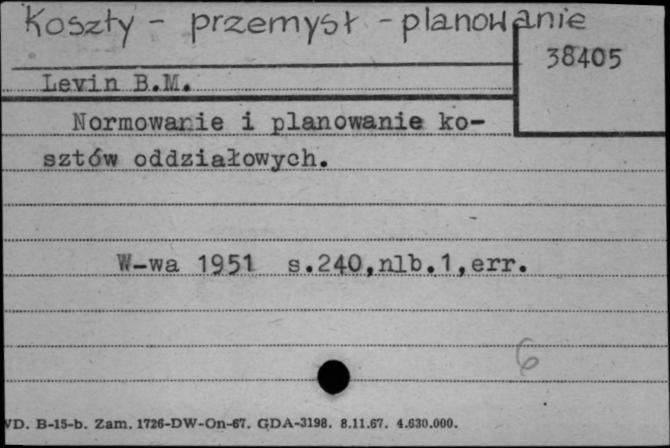 Koszty - przemysł - planowanie
38405
Levin B.M.
Normowanie i planowanie ko-
sztów oddziałowych.
W-wa 1951 s.240,nlb.1,err.
6
VD. B-15-b. Zam. 1726-DW-On-67. GDA-3198. 8.11.67. 4.630.000.